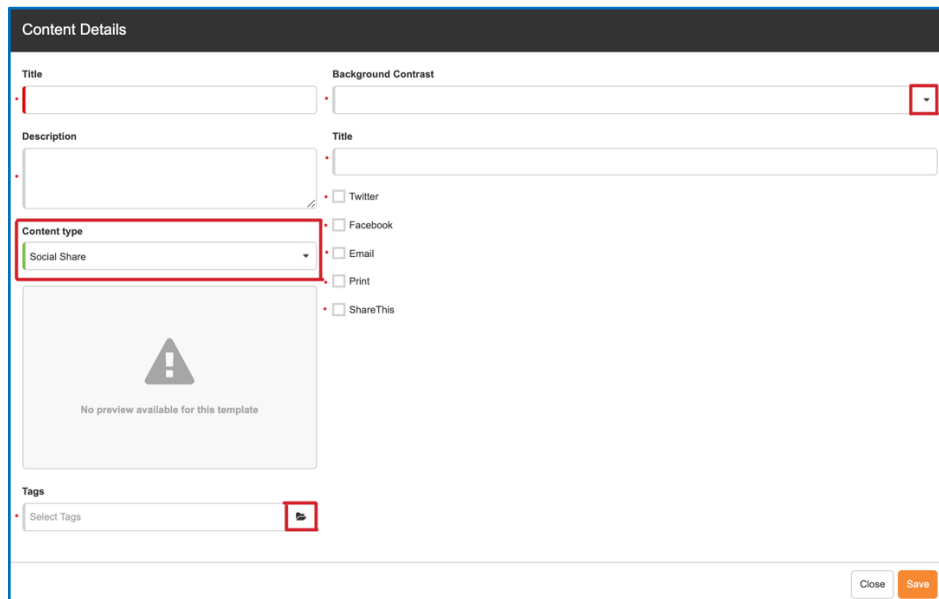 Content Details
Title
Description
Content type
Social Share
No preview available for this template
Tags
Select Tags
Background Contrast
Title
Twitter
Facebook
Email
Print
ShareThis
Close
Save